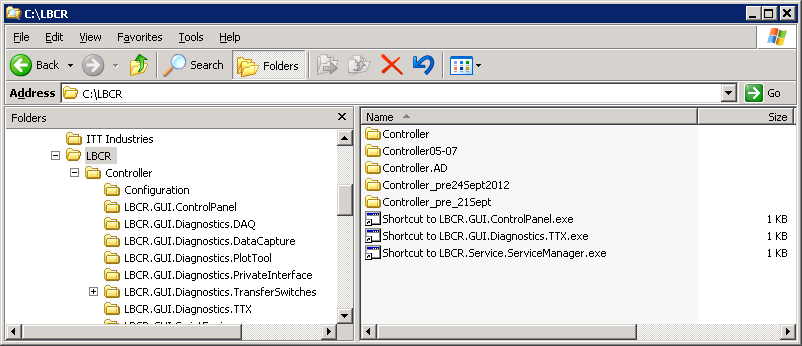 C:\LBCR
File Edit View Favorites Tools Help
Back Search Folders
Address C:\LBCR Go
Folders
ITT Industries
LBCR
Controller
Configuration
LBCR.GUI.ControlPanel
LBCR.GUI.Diagnostics.DAQ
LBCR.GUI.Diagnostics.DataCapture
LBCR.GUI.Diagnostics.PlotTool
LBCR.GUI.Diagnostics.PrivateInterface
LBCR.GUI.Diagnostics.TransferSwitches
LBCR.GUI.Diagnostics.TTX
Name Size
Controller
Controller05-07
Controller.AD
Controller_pre24Sept2012
Controller_pre_21Sept
Shortcut to LBCR.GUI.ControlPanel.exe 1 KB
Shortcut to LBCR.GUI.Diagnostics.TTX.exe 1 KB
Shortcut to LBCR.Service.ServiceManager.exe 1 KB